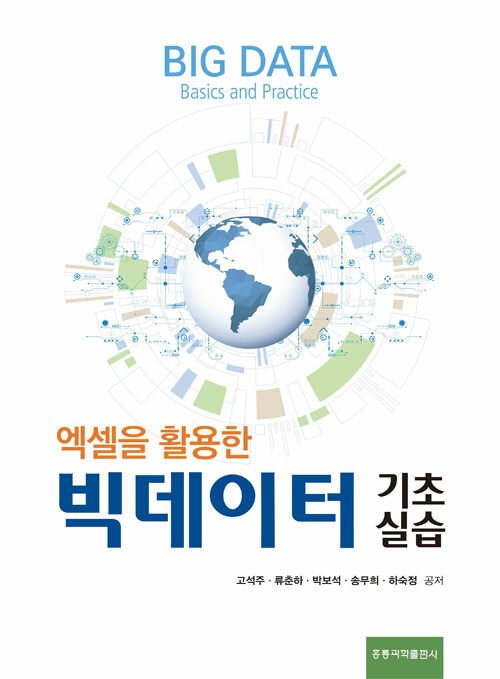 BIG DATA
Basics and Practice
엑셀을 활용한
빅데이터 기초
실습
고석주 · 류춘하 · 박보석 · 송무희 · 하숙정 공저
흥릉과학출판사